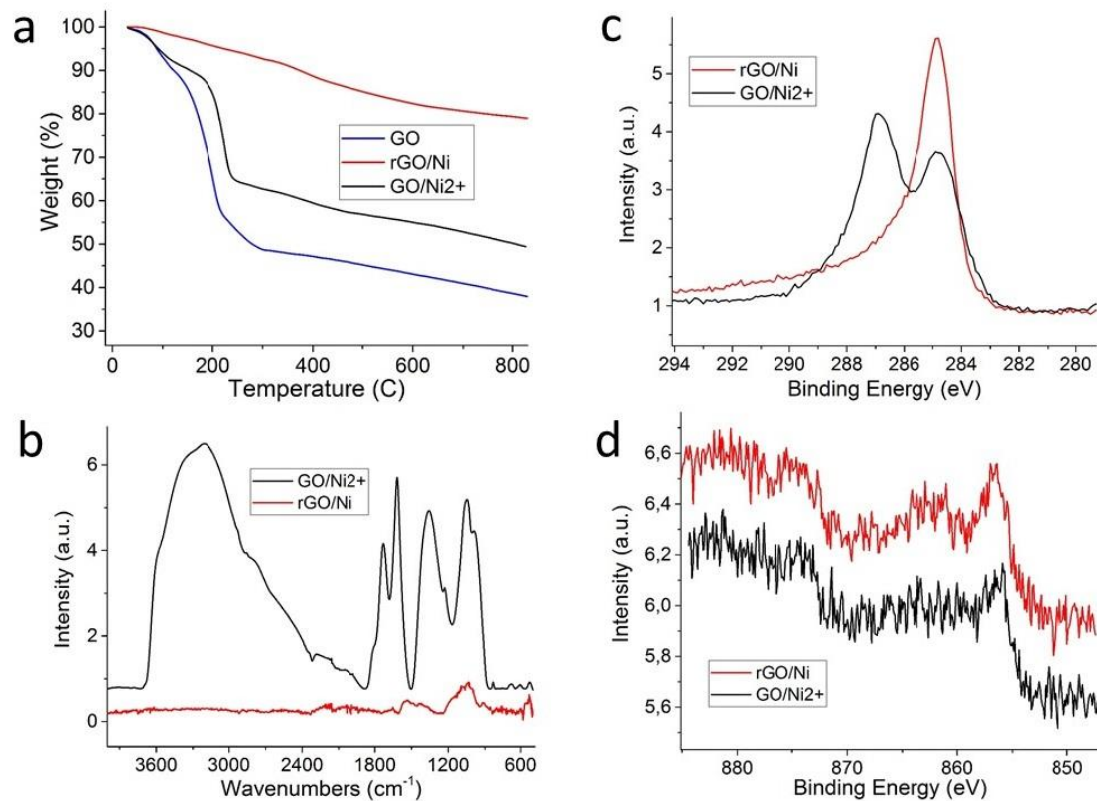 a
100
90
80
70
60
50
40
30
Weight (%)
GO
rGO/Ni
GO/Ni2+
0
200
400
600
800
Temperature (C)
c
5
4
3
2
1
Intensity (a.u.)
rGO/Ni
GO/Ni2+
294
292
290
288
286
284
282
280
Binding Energy (eV)
b
6
4
2
0
Intensity (a.u.)
GO/Ni2+
rGO/Ni
3600
3000
2400
1800
1200
600
Wavenumbers (cm⁻¹)
d
6,6
6,4
6,2
6,0
5,8
5,6
Intensity (a.u.)
rGO/Ni
GO/Ni2+
880
870
860
850
Binding Energy (eV)